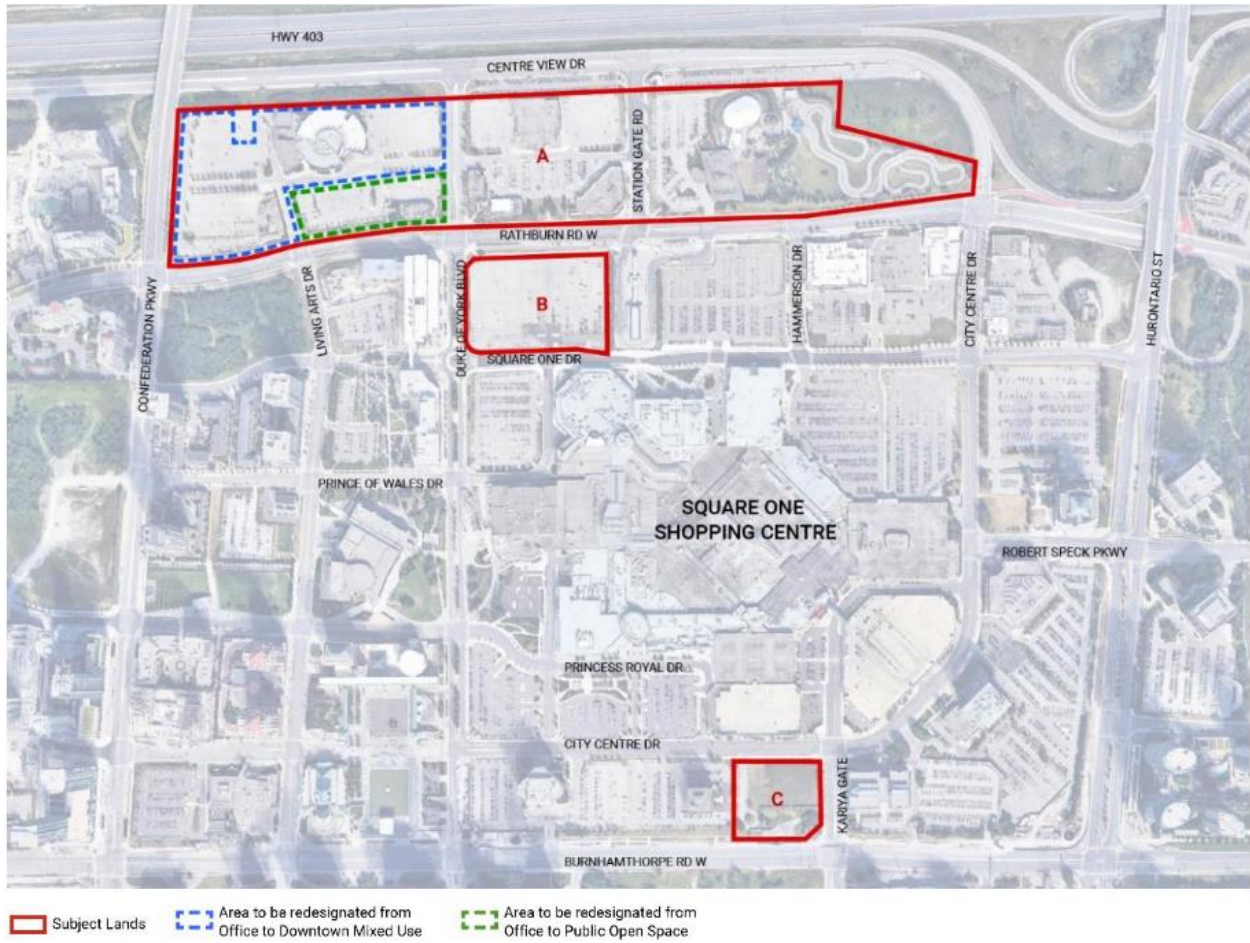 HWY 403
CENTRE VIEW DR
STATION GATE RD
A
RATHBURN RD W
CONFEDERATION PKWY
LIVING ARTS DR
DUKE OF YORK BLVD
B
HAMMERSON DR
CITY CENTRE DR
HURONTARIO ST
SQUARE ONE DR
PRINCE OF WALES DR
SQUARE ONE
SHOPPING CENTRE
ROBERT SPECK PKWY
PRINCESS ROYAL DR
CITY CENTRE DR
C
KARIYA GATE
BURNHAMTHORPE RD W
Subject Lands
Area to be redesignated from
Office to Downtown Mixed Use
Area to be redesignated from
Office to Public Open Space